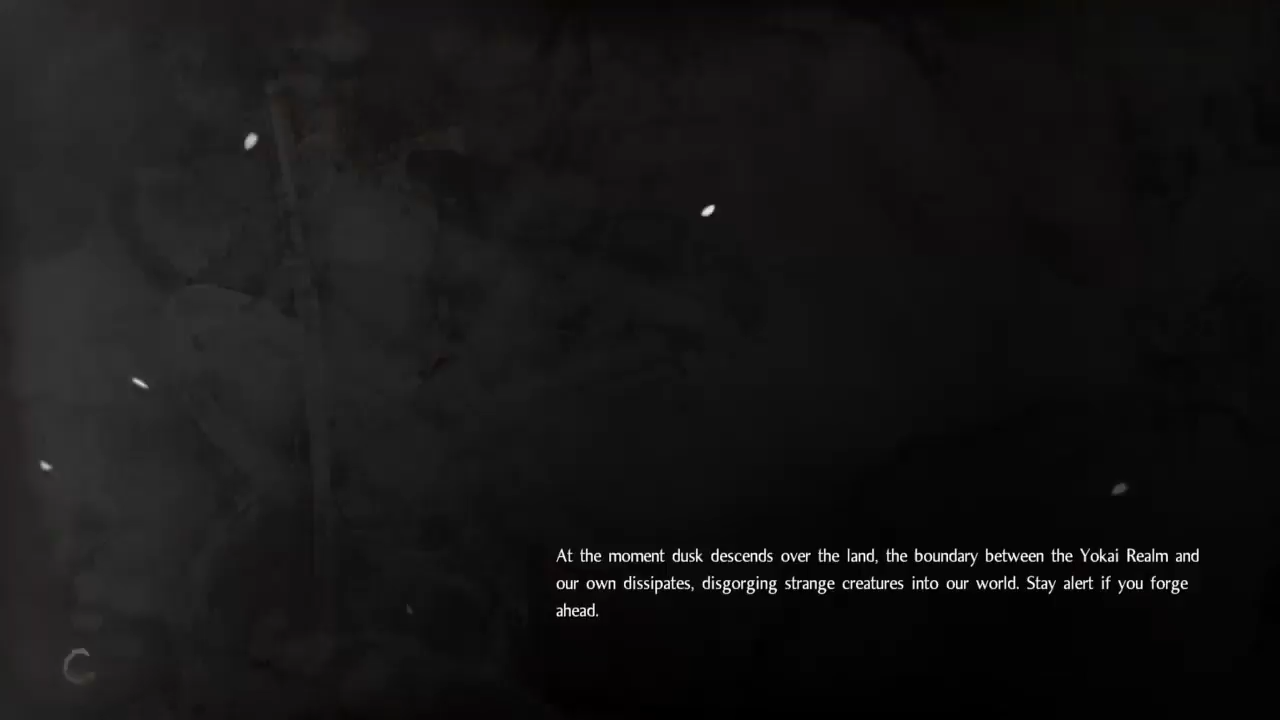 At the moment dusk descends over the land, the boundary between the Yokai Realm and
our own dissipates, disgorging strange creatures into our world. Stay alert if you forge
ahead.